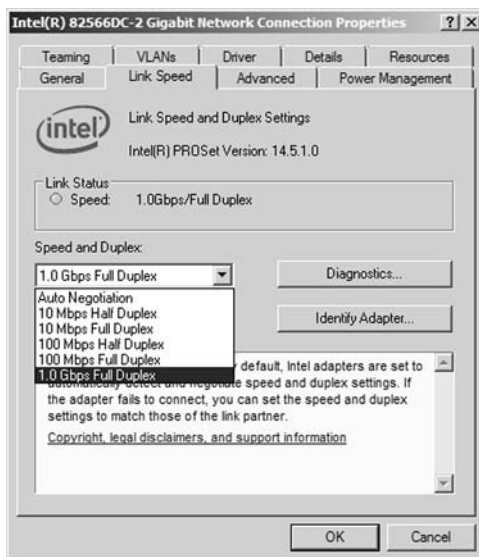 Intel(R) 82566DC-2 Gigabit Network Connection Properties
Teaming VLANs Driver Details Resources
General Link Speed Advanced Power Management
intel
Link Speed and Duplex Settings
Intel(R) PROSet Version: 14.5.1.0
Link Status
Speed: 1.0Gbps/Full Duplex
Speed and Duplex:
1.0 Gbps Full Duplex
Diagnostics...
Auto Negotiation
10 Mbps Half Duplex
10 Mbps Full Duplex
100 Mbps Half Duplex
100 Mbps Full Duplex
1.0 Gbps Full Duplex
Identify Adapter...
default, Intel adapters are set to
automatically detect and negotiate speed and duplex settings. If
the adapter fails to connect, you can set the speed and duplex
settings to match those of the link partner.
Copyright, legal disclaimers, and support information
OK Cancel